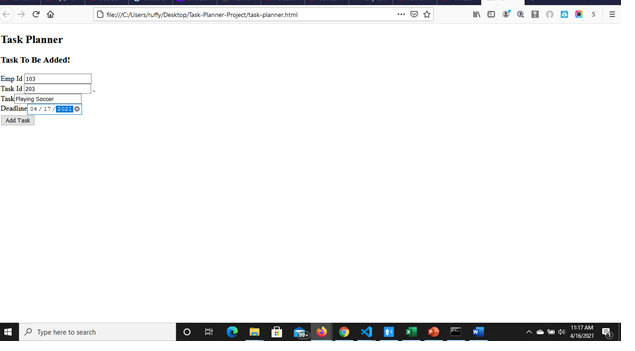 file:///C:/Users/ruffy/Desktop/Task-Planner-Project/task-planner.html
Task Planner
Task To Be Added!
Emp Id 103
Task Id 203 ,
Task Playing Soccer
Deadline 04 / 17 / 2021
Add Task
Type here to search
99+
11:17 AM
4/16/2021